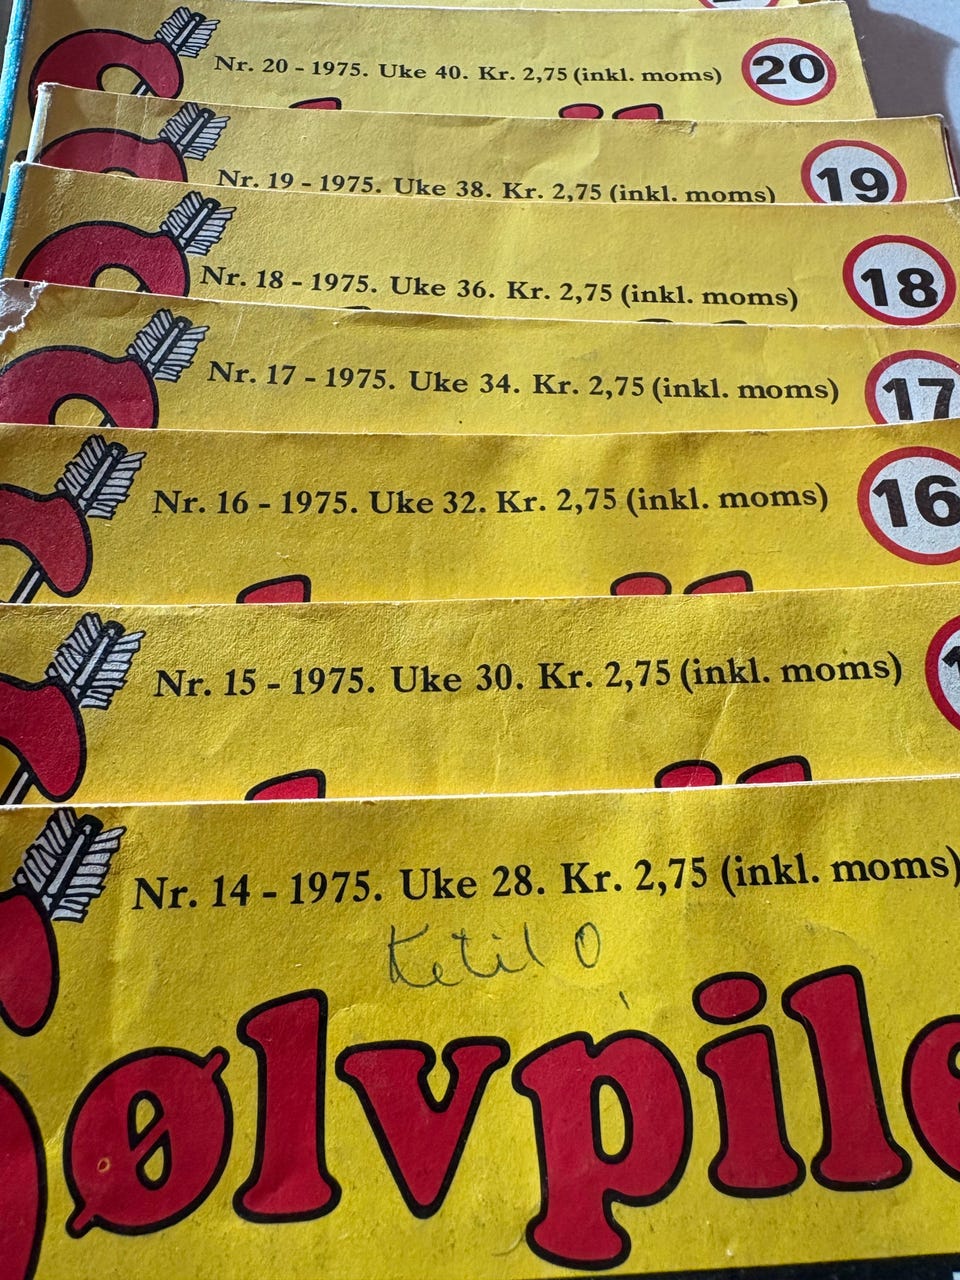 Nr. 20 - 1975. Uke 40. Kr. 2,75 (inkl. moms)
20
Nr. 19 - 1975. Uke 38. Kr. 2,75 (inkl. moms)
19
Nr. 18 - 1975. Uke 36. Kr. 2,75 (inkl. moms)
18
Nr. 17 - 1975. Uke 34. Kr. 2,75 (inkl. moms)
17
Nr. 16 - 1975. Uke 32. Kr. 2,75 (inkl. moms)
16
Nr. 15 - 1975. Uke 30. Kr. 2,75 (inkl. moms)
1
Nr. 14 - 1975. Uke 28. Kr. 2,75 (inkl. moms)
Ketil O
Sølvpile